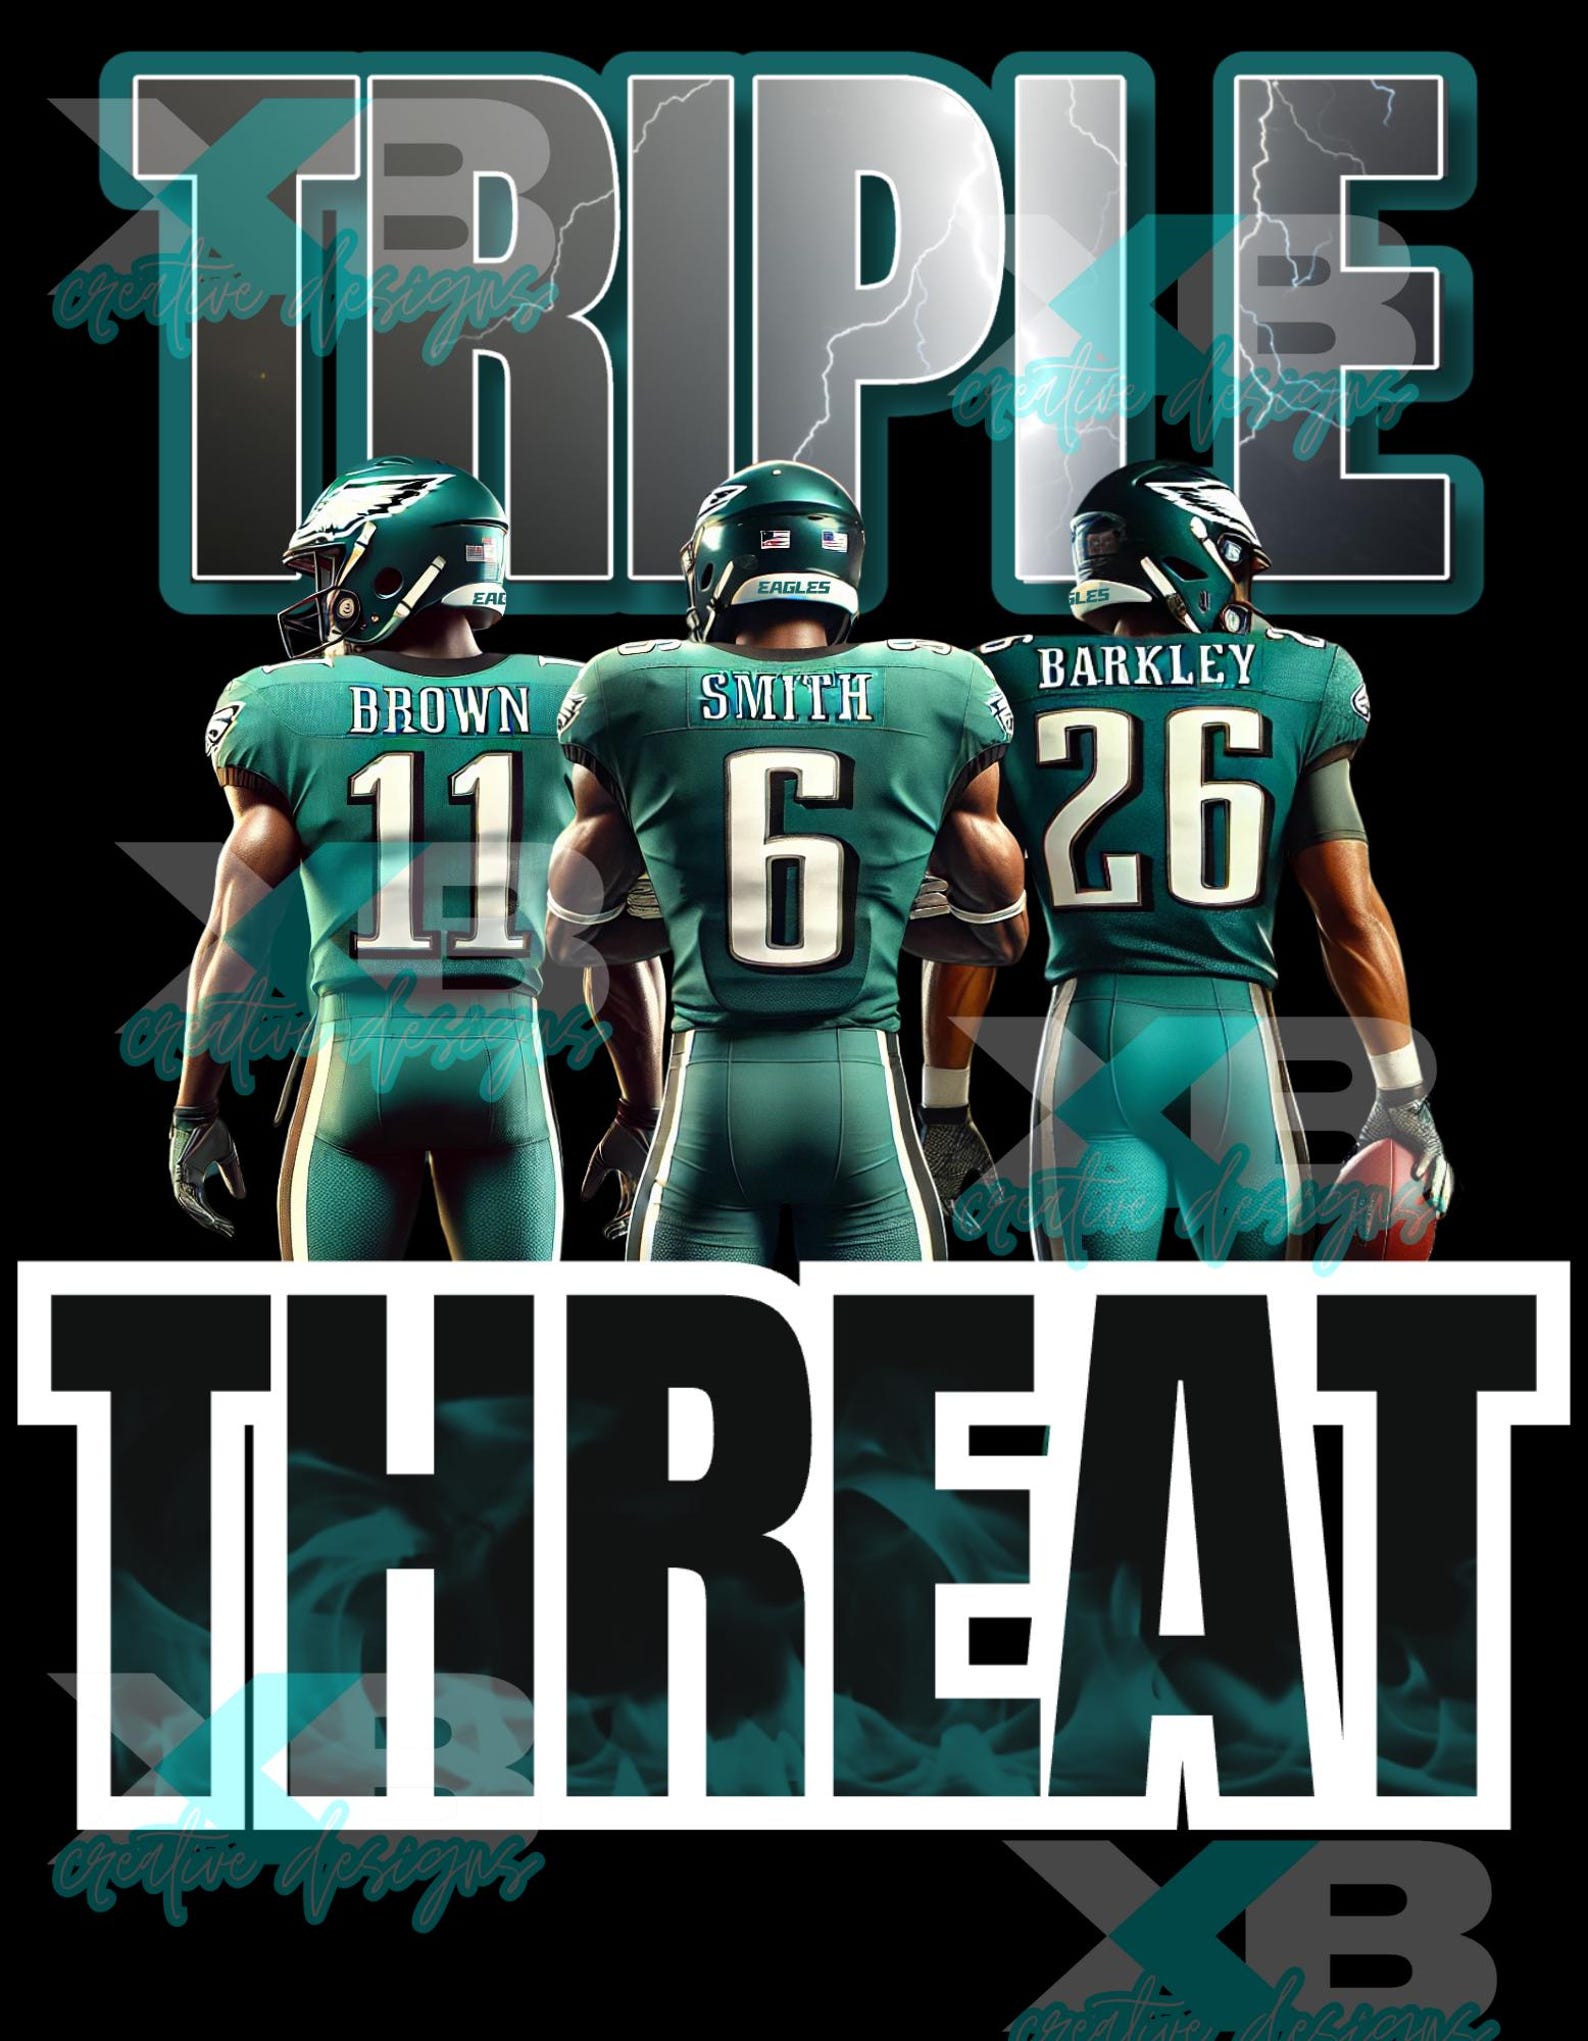 TRIPLE
XB
creative designs
XB
creative designs
EAG
EAGLES
GLES
BROWN
SMITH
BARKLEY
11
6
26
XB
creative designs
XB
creative designs
THREAT
XB
creative designs
XB
creative designs